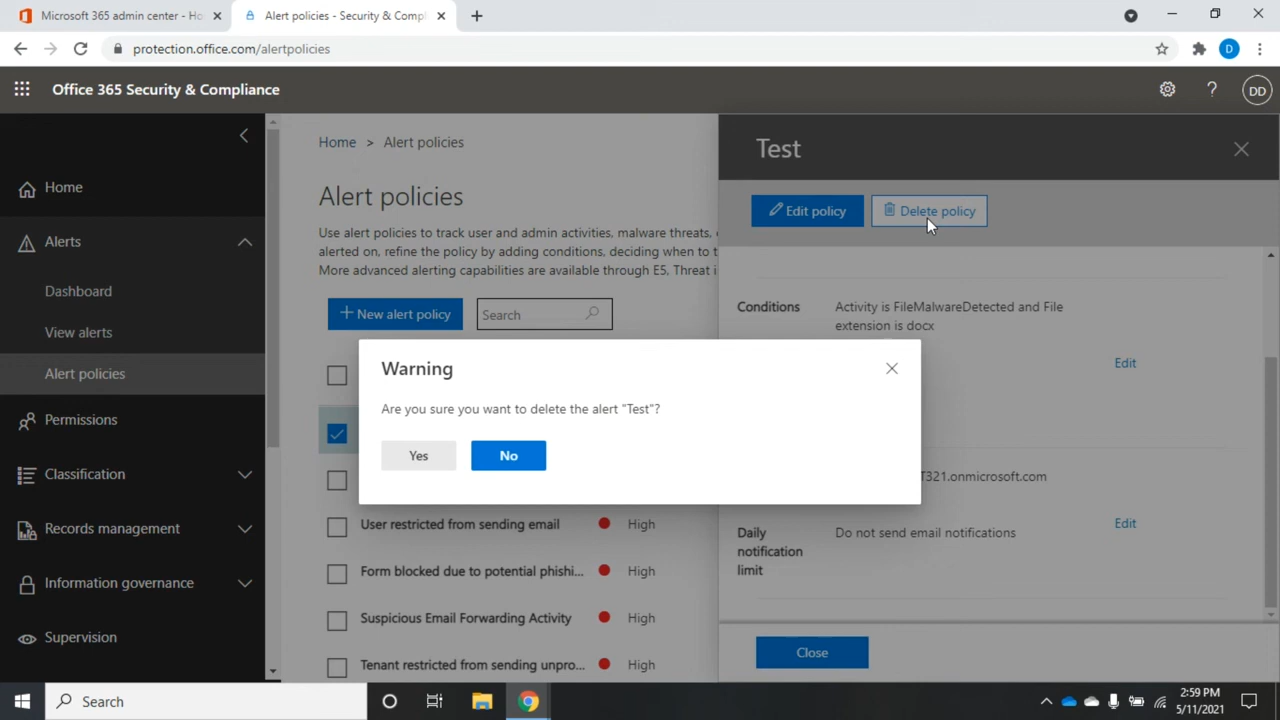 Microsoft 365 admin center - Ho
Alert policies - Security & Compl
protection.office.com/alertpolicies
D
Office 365 Security & Compliance
?
DD
Home
Alerts
Dashboard
View alerts
Alert policies
Permissions
Classification
Records management
Information governance
Supervision
Home > Alert policies
Alert policies
Use alert policies to track user and admin activities, malware threats,
alerted on, refine the policy by adding conditions, deciding when to t
More advanced alerting capabilities are available through E5, Threat i
+ New alert policy
Search
User restricted from sending email High
Form blocked due to potential phishi... High
Suspicious Email Forwarding Activity High
Tenant restricted from sending unpro... High
Test
Edit policy
Delete policy
Conditions
Activity is FileMalwareDetected and File
extension is docx
Edit
T321.onmicrosoft.com
Daily
notification
limit
Do not send email notifications
Edit
Close
Warning
Are you sure you want to delete the alert "Test"?
Yes
No
Search
2:59 PM
5/11/2021